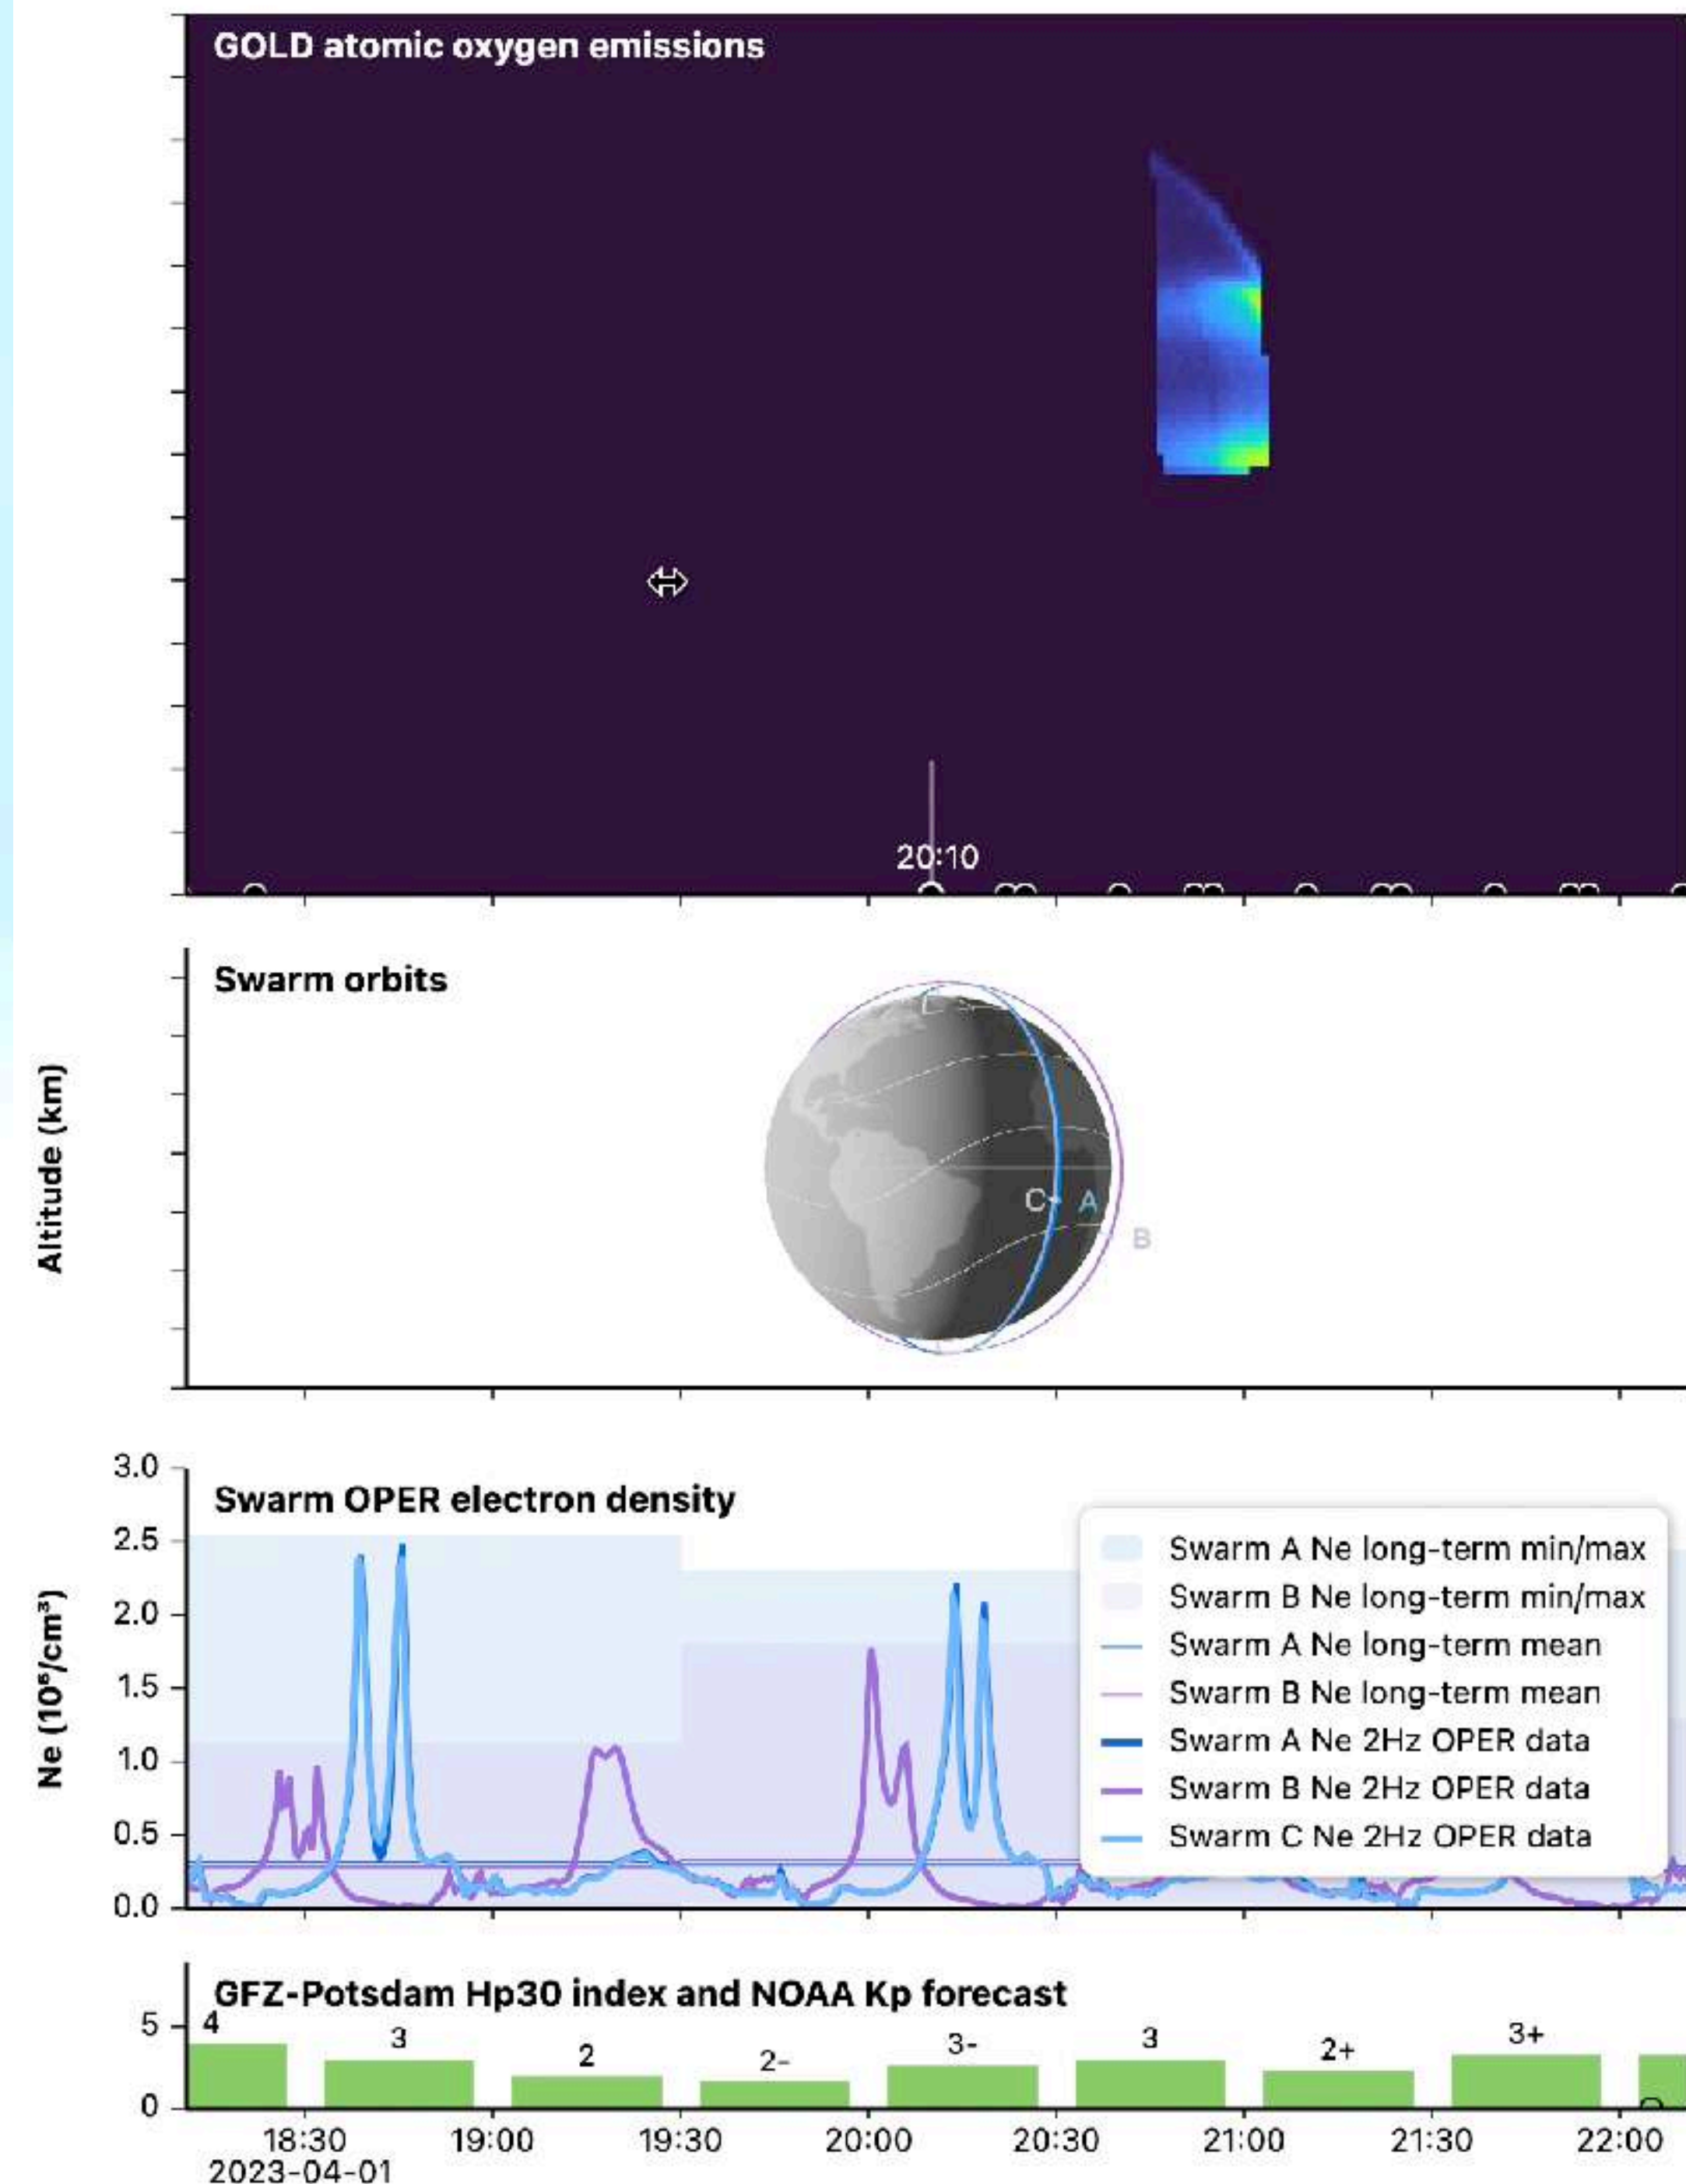 GOLD atomic oxygen emissions
20:10
Swarm orbits
Altitude (km)
C
A
B
Swarm OPER electron density
Ne (10⁶/cm³)
3.0
2.5
2.0
1.5
1.0
0.5
0.0
Swarm A Ne long-term min/max
Swarm B Ne long-term min/max
Swarm A Ne long-term mean
Swarm B Ne long-term mean
Swarm A Ne 2Hz OPER data
Swarm B Ne 2Hz OPER data
Swarm C Ne 2Hz OPER data
GFZ-Potsdam Hp30 index and NOAA Kp forecast
5
0
4
3
2
2-
3-
3
2+
3+
18:30 19:00 19:30 20:00 20:30 21:00 21:30 22:00
2023-04-01